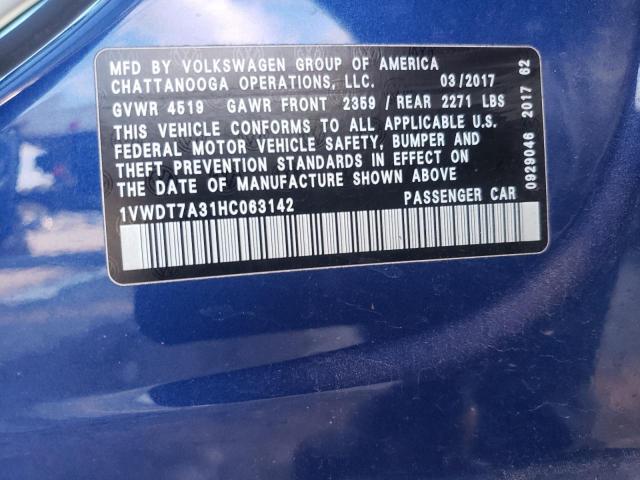 MFD BY VOLKSWAGEN GROUP OF AMERICA
CHATTANOOGA OPERATIONS, LLC. 03/2017
GVWR 4519 GAWR FRONT 2359 / REAR 2271 LBS
THIS VEHICLE CONFORMS TO ALL APPLICABLE U.S.
FEDERAL MOTOR VEHICLE SAFETY, BUMPER AND
THEFT PREVENTION STANDARDS IN EFFECT ON
THE DATE OF MANUFACTURE SHOWN ABOVE
1VWDT7A31HC063142 PASSENGER CAR
0929046 2017 62